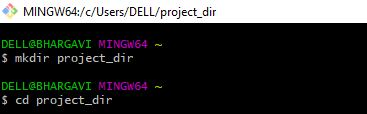 MINGW64:/c/Users/DELL/project_dir
DELL@BHARGAVI MINGW64 ~
$ mkdir project_dir
DELL@BHARGAVI MINGW64 ~
$ cd project_dir